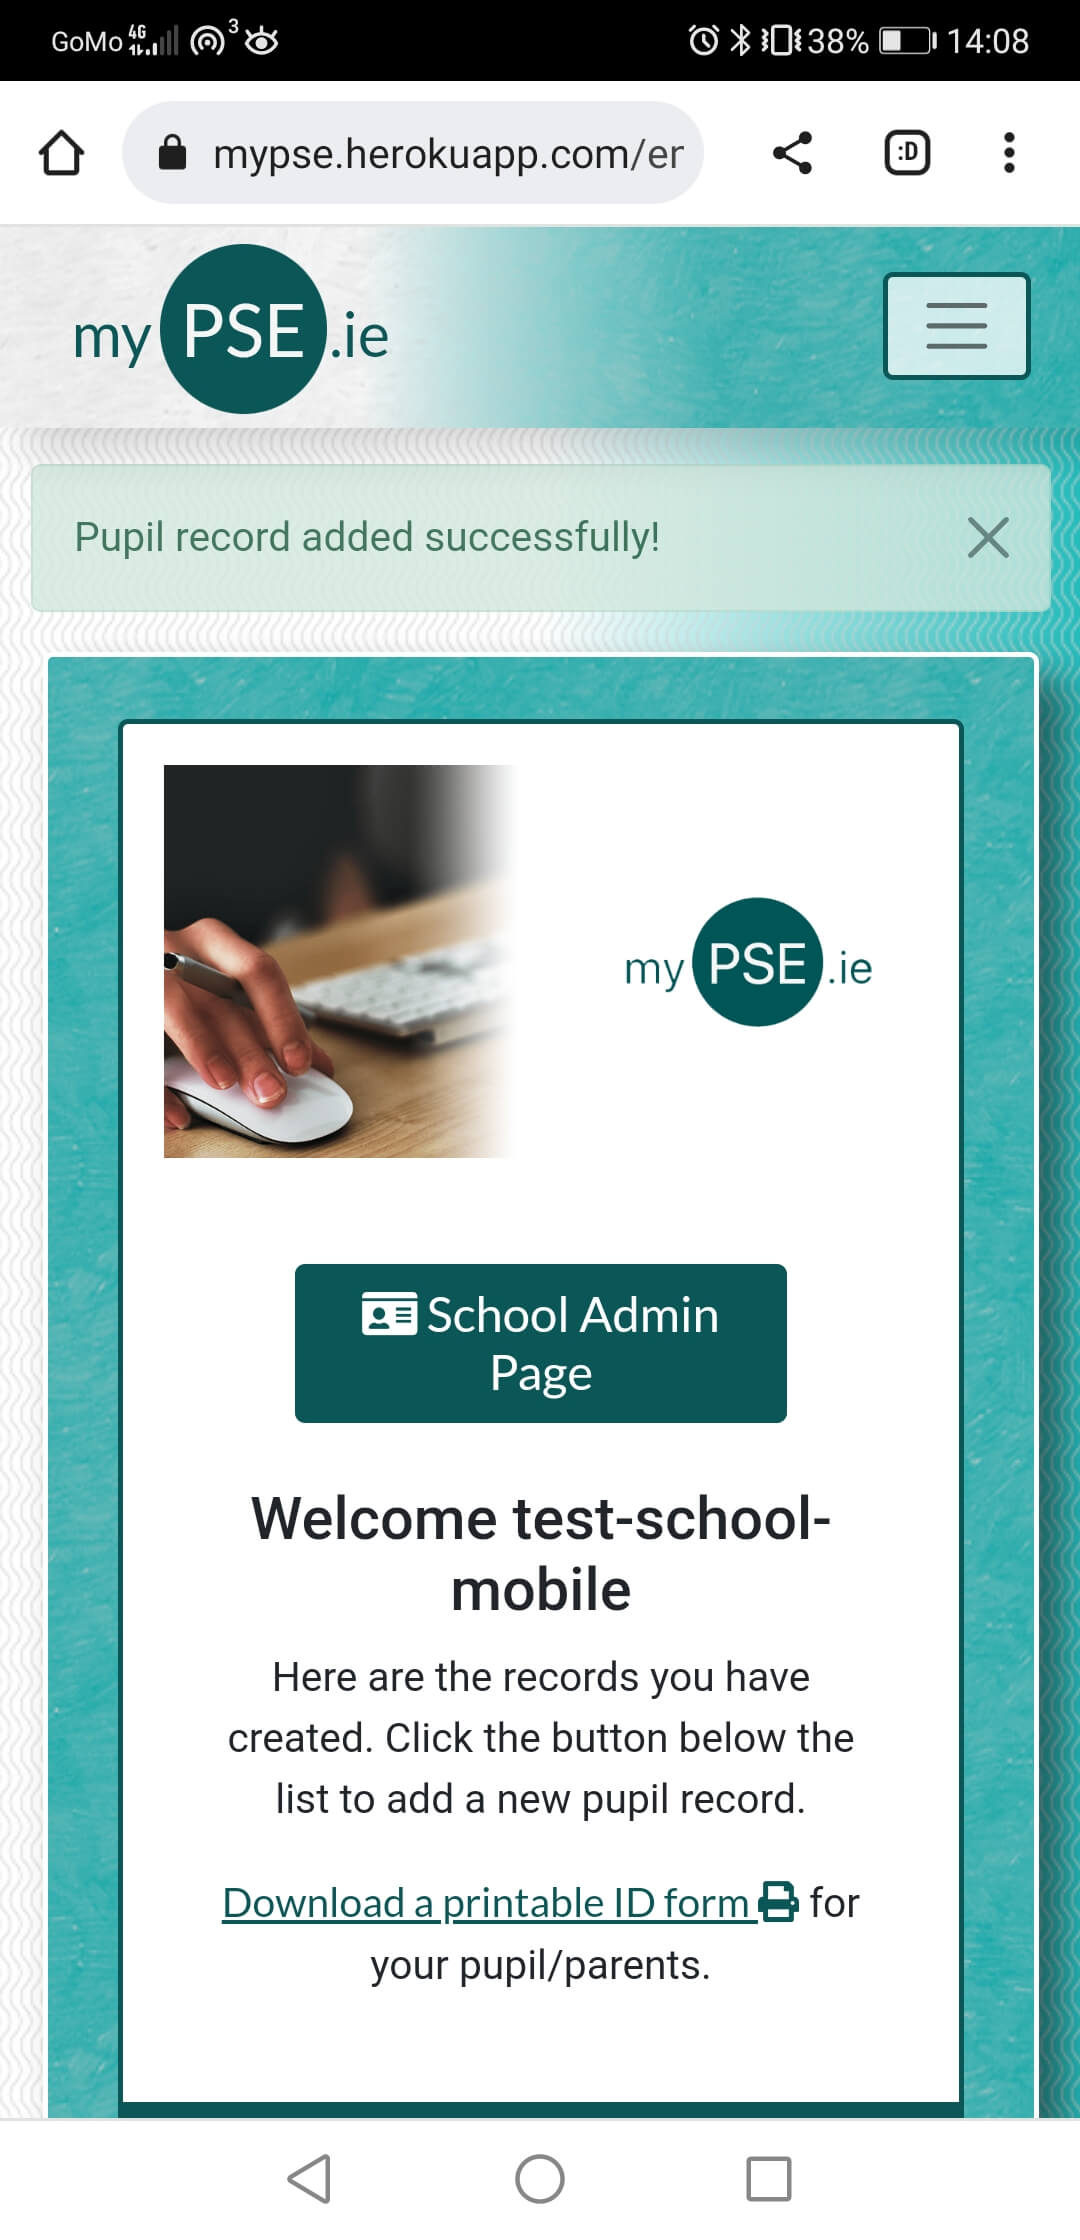 GoMo 4G 3 38% 14:08
mypse.herokuapp.com/er
:D
my PSE .ie
Pupil record added successfully!
my PSE .ie
School Admin
Page
Welcome test-school-
mobile
Here are the records you have
created. Click the button below the
list to add a new pupil record.
Download a printable ID form for
your pupil/parents.